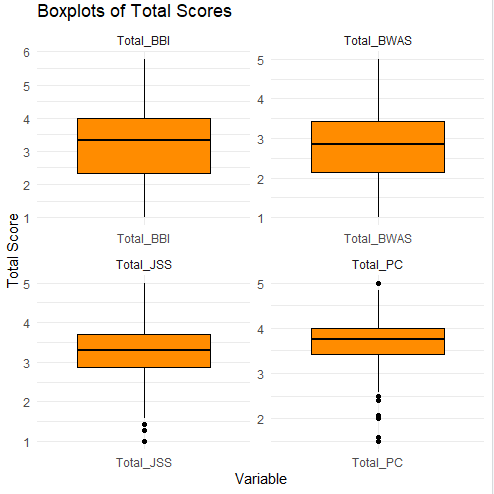 Boxplots of Total Scores
Total_BBI
Total_BWAS
6
5
4
3
2
1
5
4
3
2
1
Total_BBI
Total_BWAS
Total Score
Total_JSS
Total_PC
5
4
3
2
1
5
4
3
2
Total_JSS
Total_PC
Variable